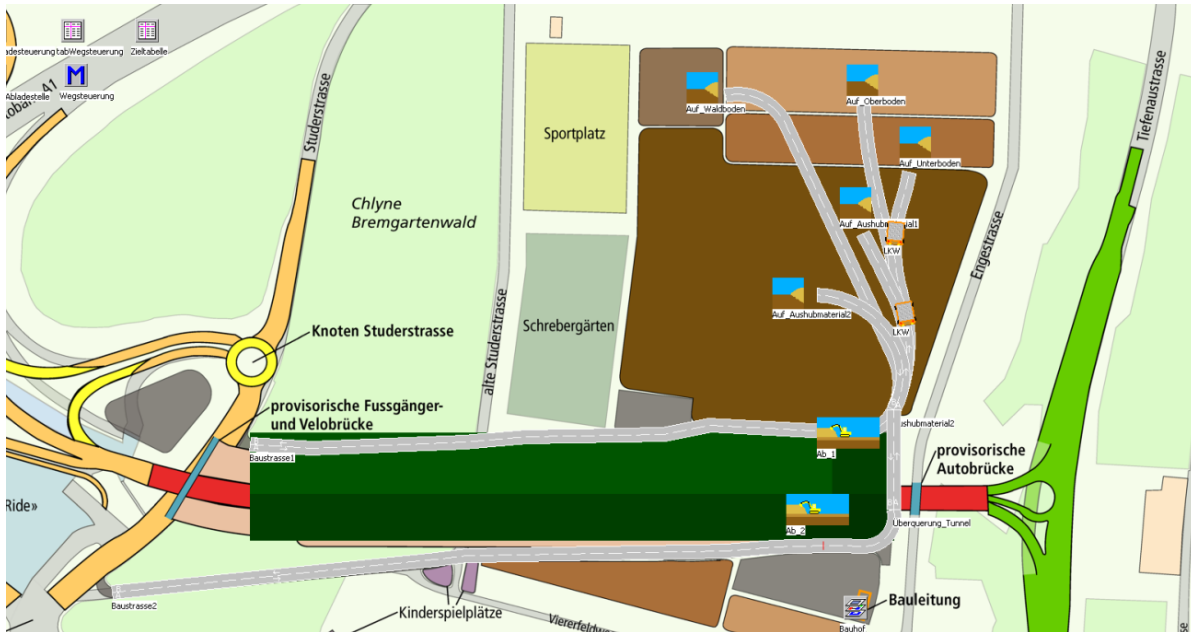 adesteuerung
tabWegsteuerung
Zieltabelle
Abladestelle
Wegsteuerung
Studerstrasse
Tiefenaustrasse
Auf_Waldboden
Auf_Oberboden
Sportplatz
Auf_Unterboden
Chlyne
Bremgartenwald
Auf_Aushubmaterial1
LKW
Engestrasse
Auf_Aushubmaterial2
LKW
Knoten Studerstrasse
Schrebergärten
alte Studerstrasse
provisorische Fussgänger-
und Velobrücke
ushubmaterial2
Baustrasse1
Ab_1
provisorische
Autobrücke
Ride»
Ab_2
Überquerung_Tunnel
Baustrasse2
Kinderspielplätze
Bauleitung
Bauhof